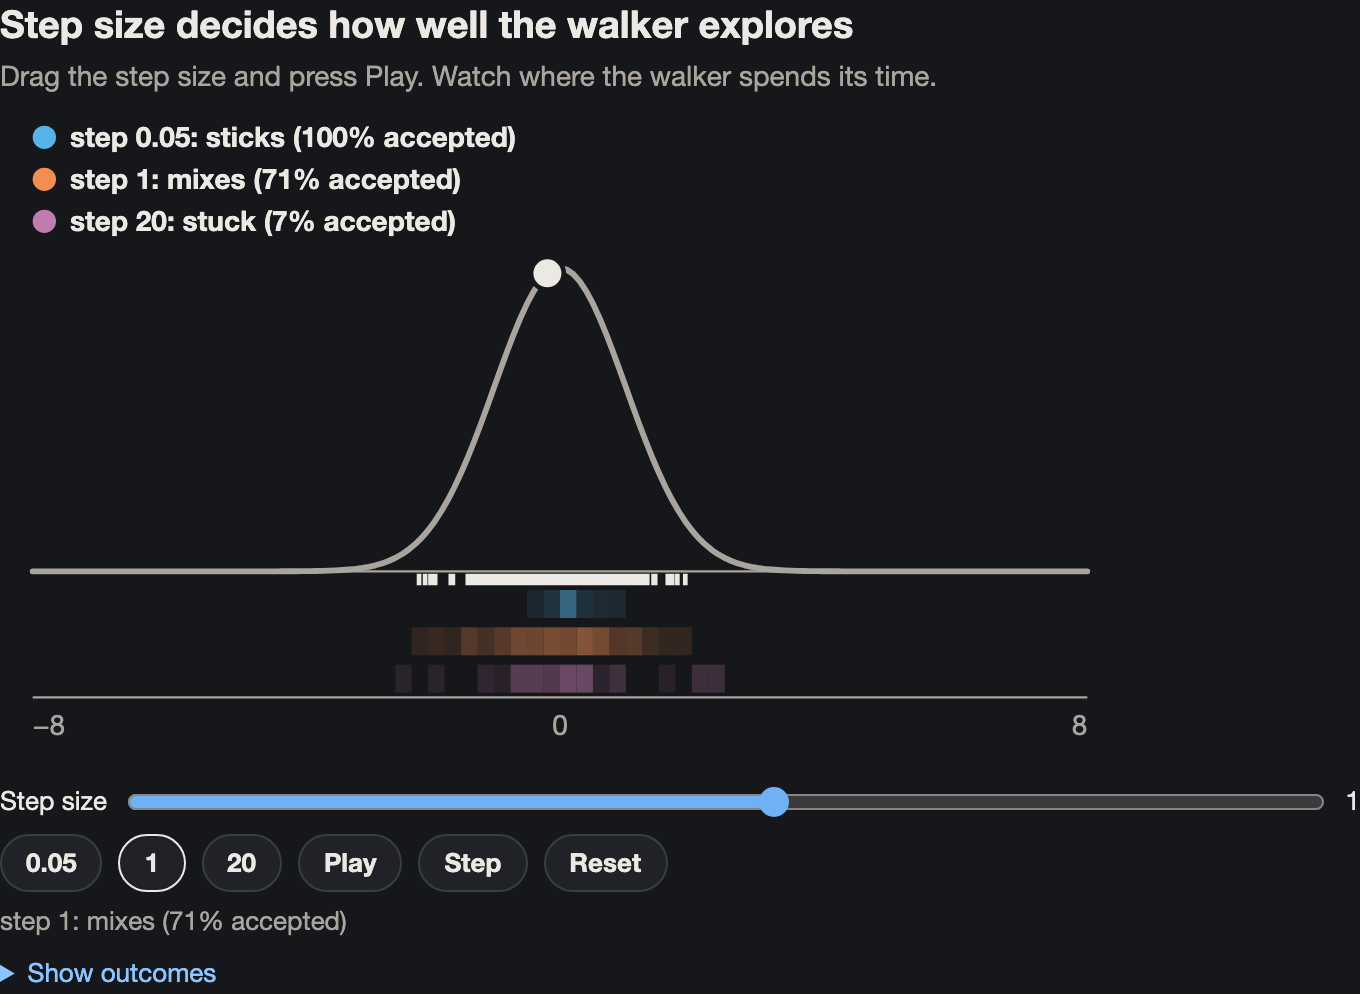 Step size decides how well the walker explores
Drag the step size and press Play. Watch where the walker spends its time.
step 0.05: sticks (100% accepted)
step 1: mixes (71% accepted)
step 20: stuck (7% accepted)
−8 0 8
Step size 1
0.05 1 20 Play Step Reset
step 1: mixes (71% accepted)
Show outcomes